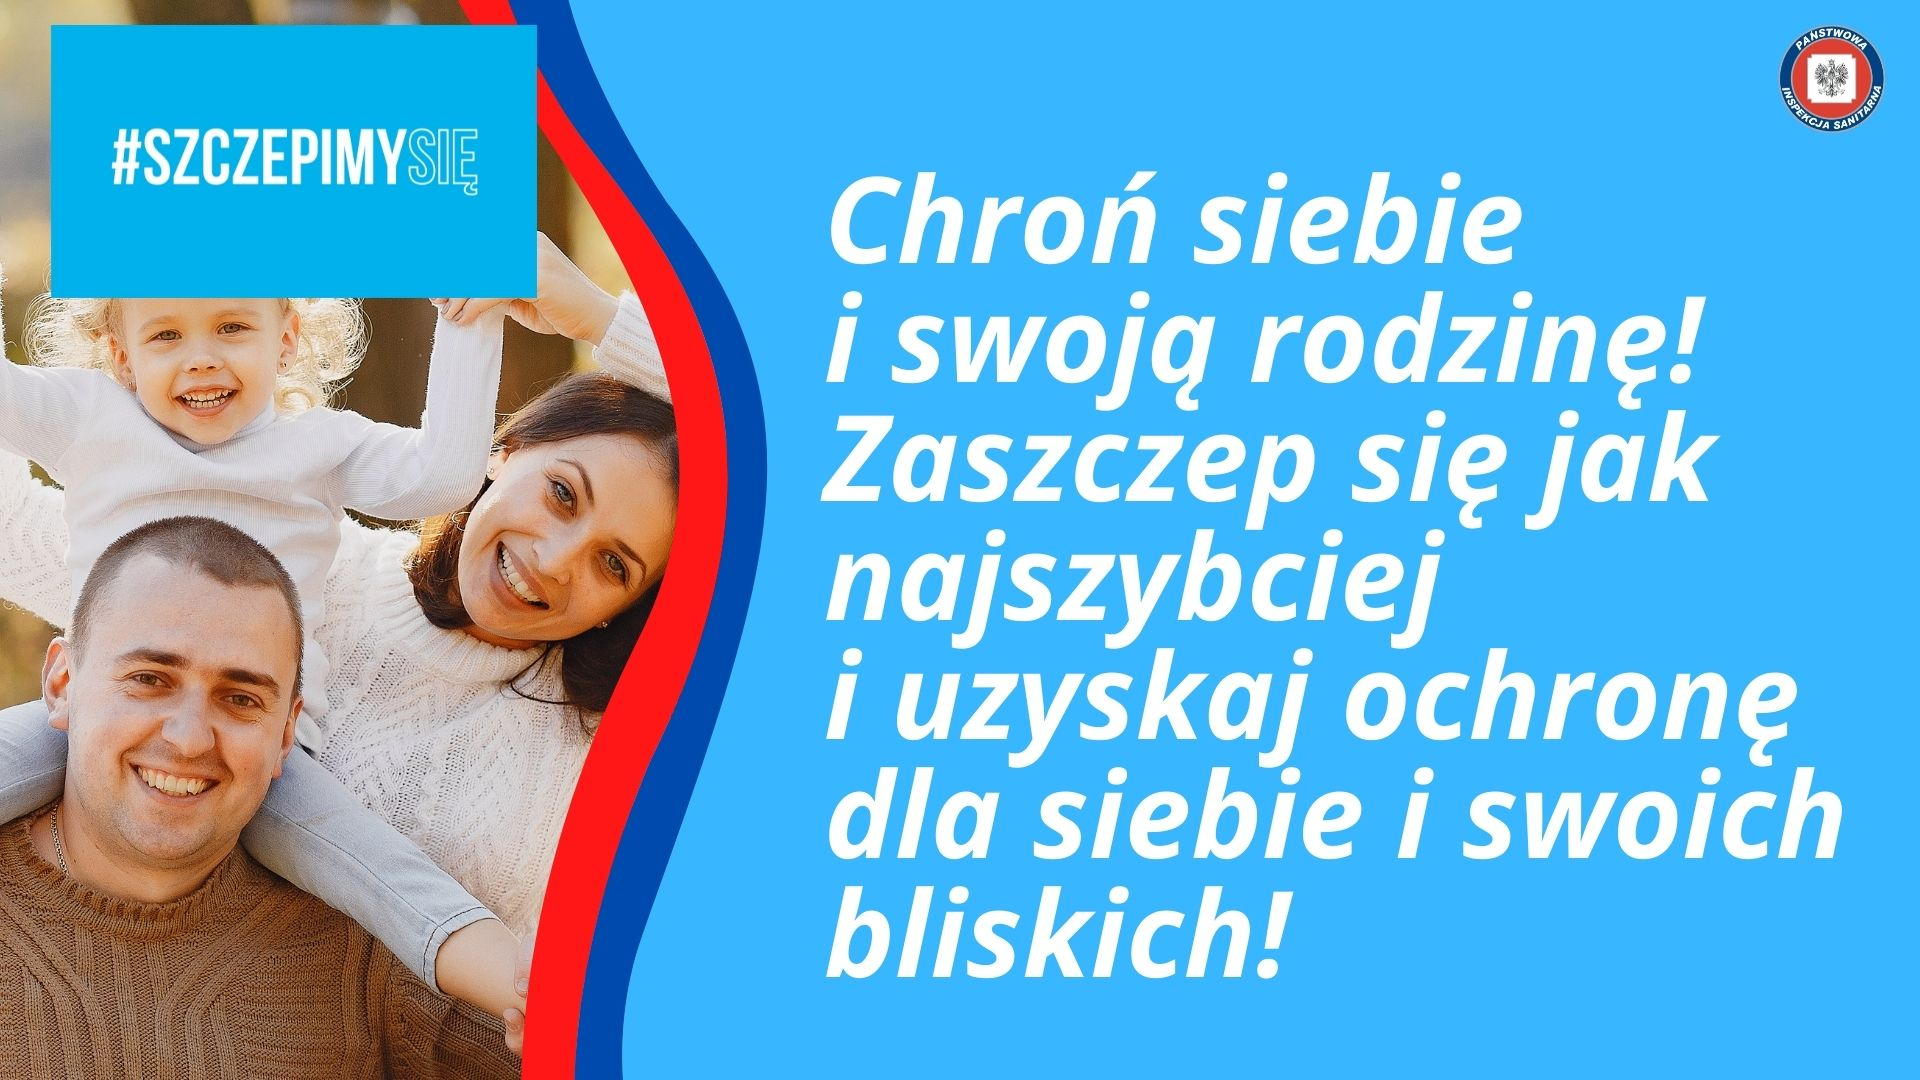 #SZCZEPIMYSIĘ
PAŃSTWOWA
INSPEKCJA SANITARNA
Chroń siebie
i swoją rodzinę!
Zaszczep się jak
najszybciej
i uzyskaj ochronę
dla siebie i swoich
bliskich!